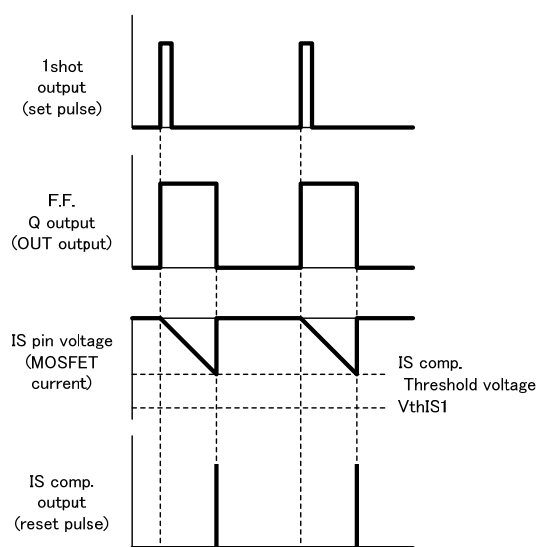 1shot
output
(set pulse)
F.F.
Q output
(OUT output)
IS pin voltage
(MOSFET
current)
IS comp.
Threshold voltage
VthIS1
IS comp.
output
(reset pulse)